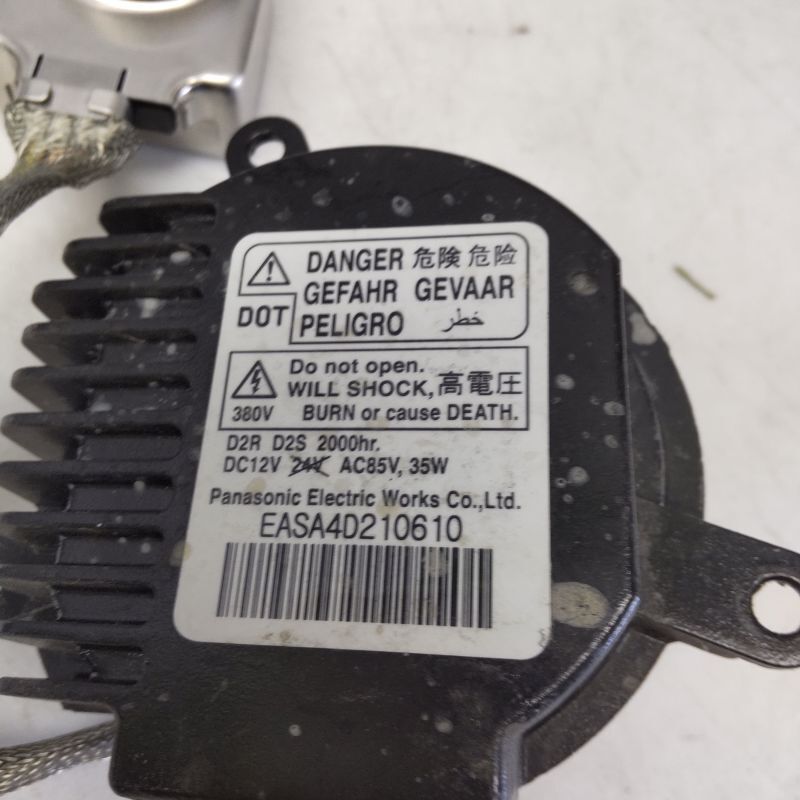 DANGER 危険 危险
GEFAHR GEVAAR
DOT PELIGRO خطر
Do not open.
WILL SHOCK, 高電圧
380V BURN or cause DEATH.
D2R D2S 2000hr.
DC12V 24V AC85V, 35W
Panasonic Electric Works Co.,Ltd.
EASA4D210610